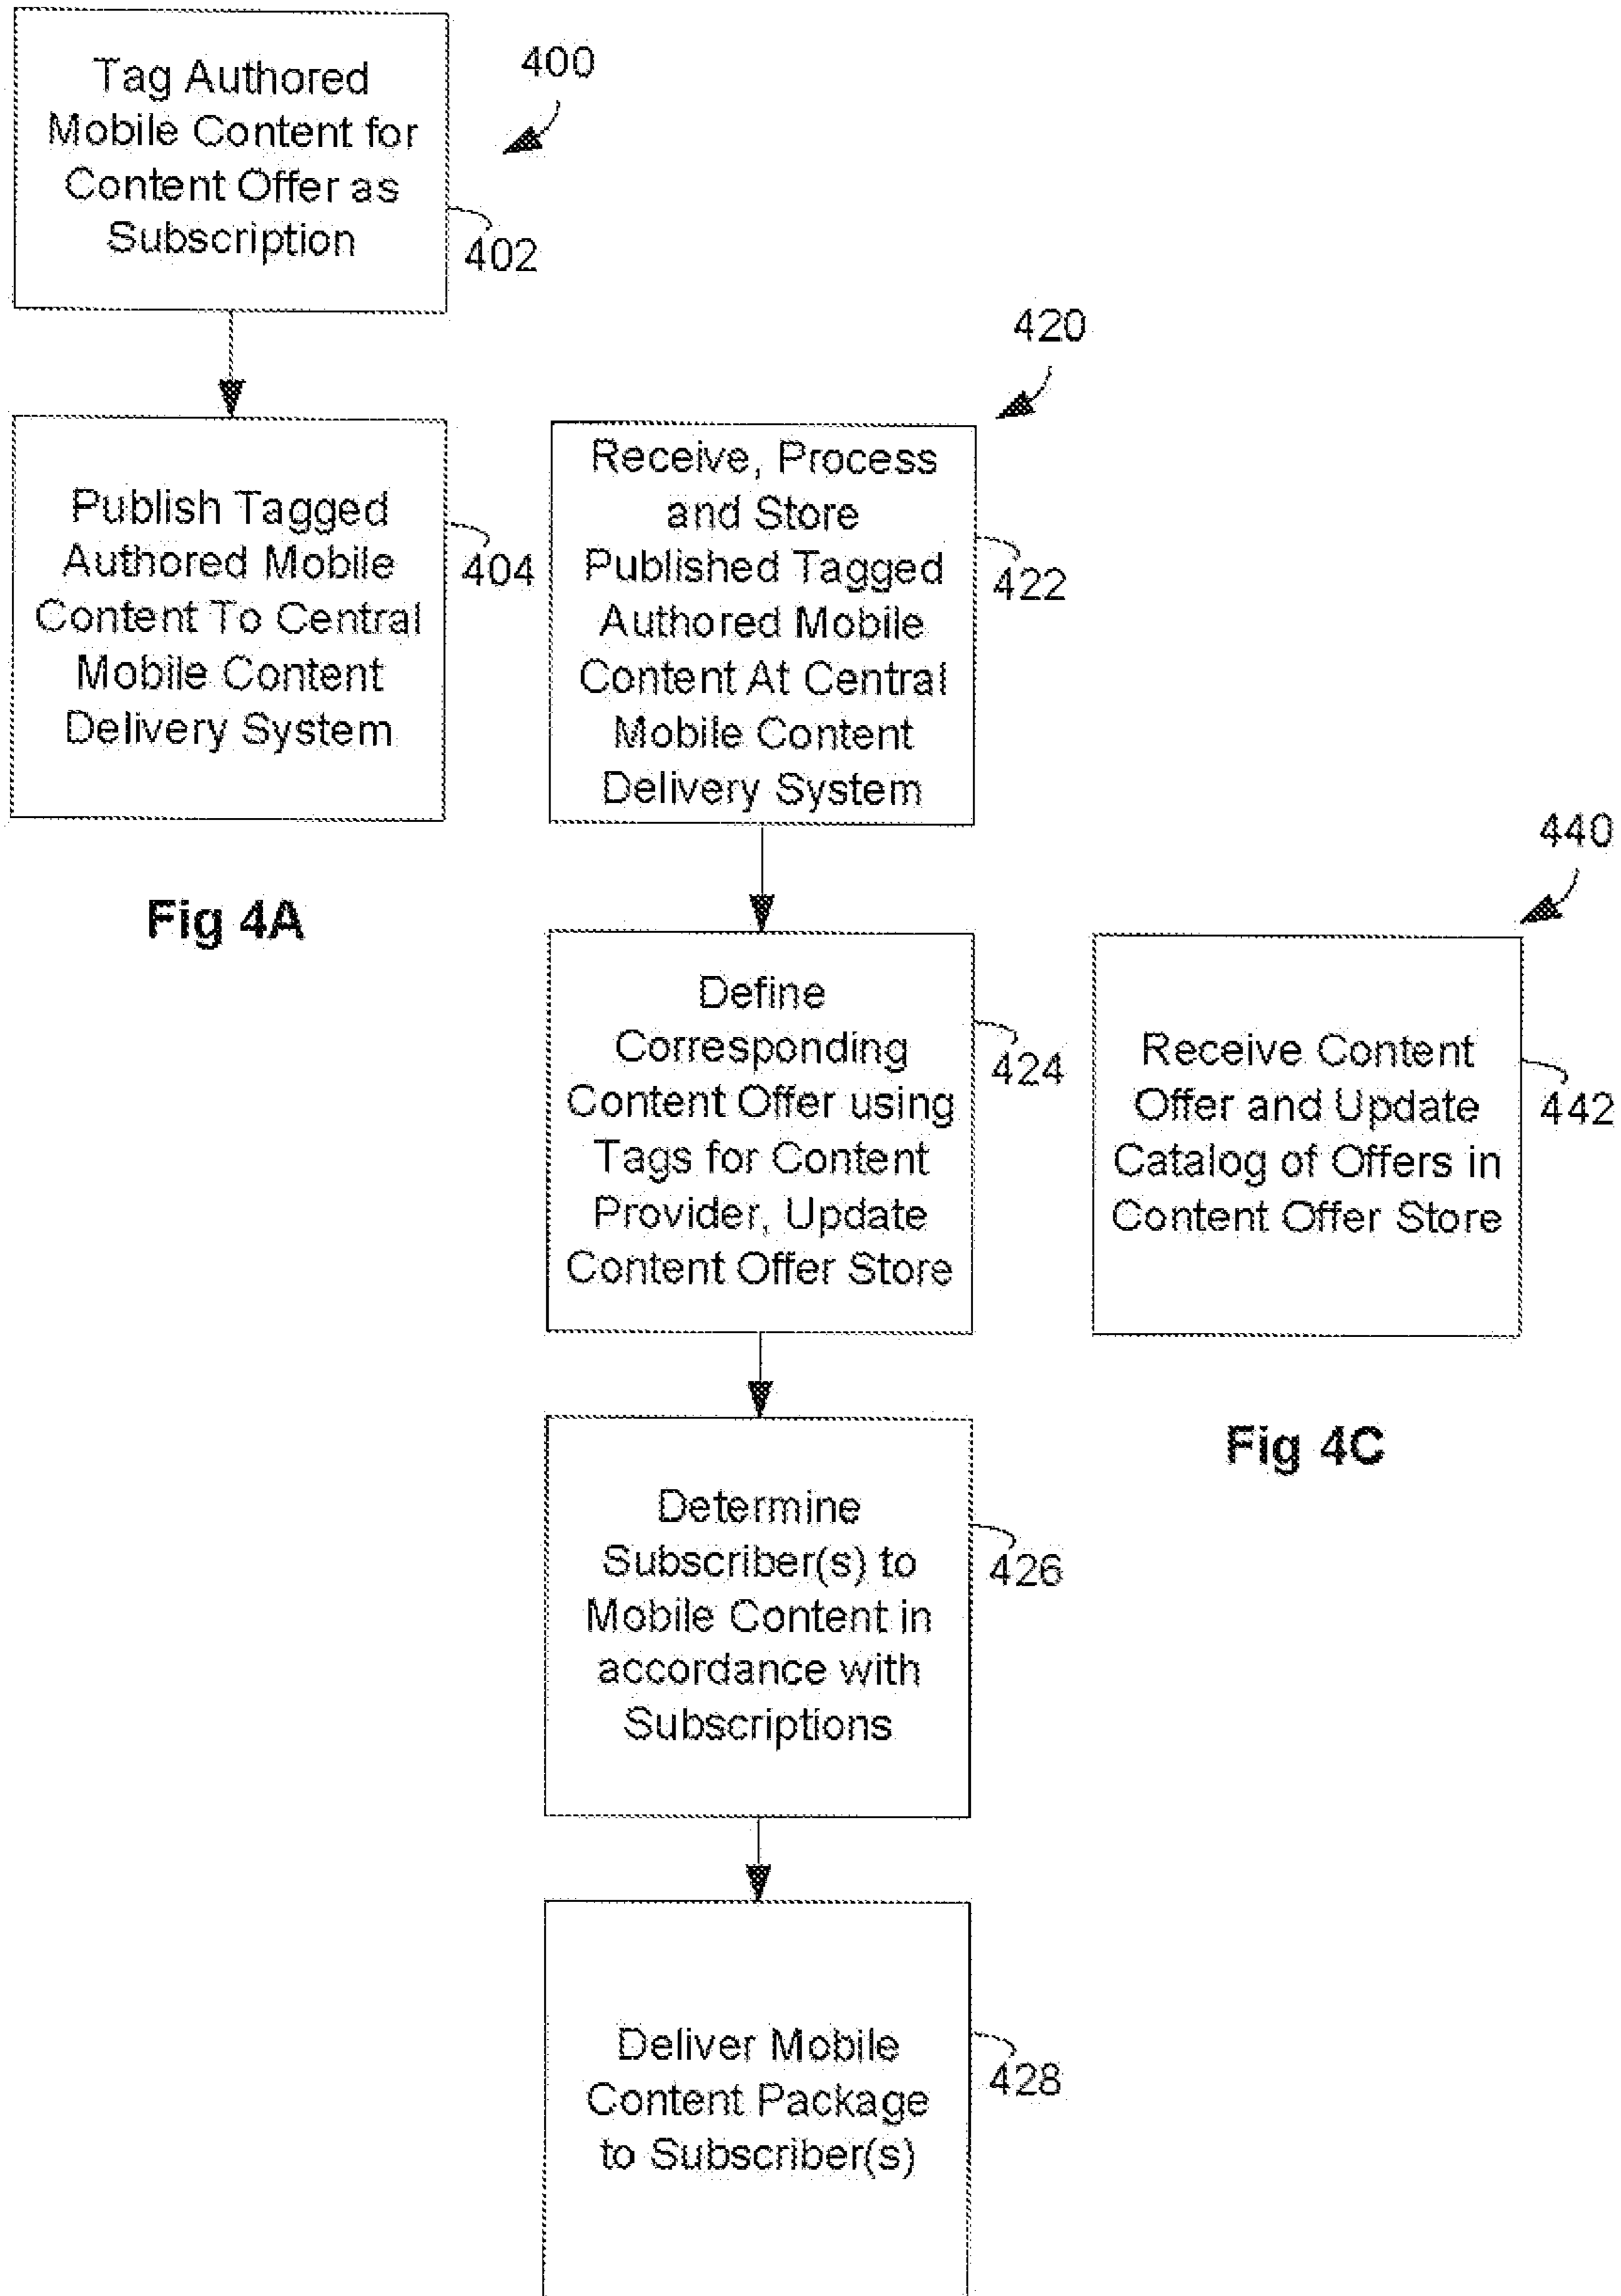 Tag Authored
Mobile Content for
Content Offer as
Subscription
400
402
Publish Tagged
Authored Mobile
Content To Central
Mobile Content
Delivery System
404
Fig 4A
420
Receive, Process
and Store
Published Tagged
Authored Mobile
Content At Central
Mobile Content
Delivery System
422
Define
Corresponding
Content Offer using
Tags for Content
Provider, Update
Content Offer Store
424
Determine
Subscriber(s) to
Mobile Content in
accordance with
Subscriptions
426
Deliver Mobile
Content Package
to Subscriber(s)
428
440
Receive Content
Offer and Update
Catalog of Offers in
Content Offer Store
442
Fig 4C